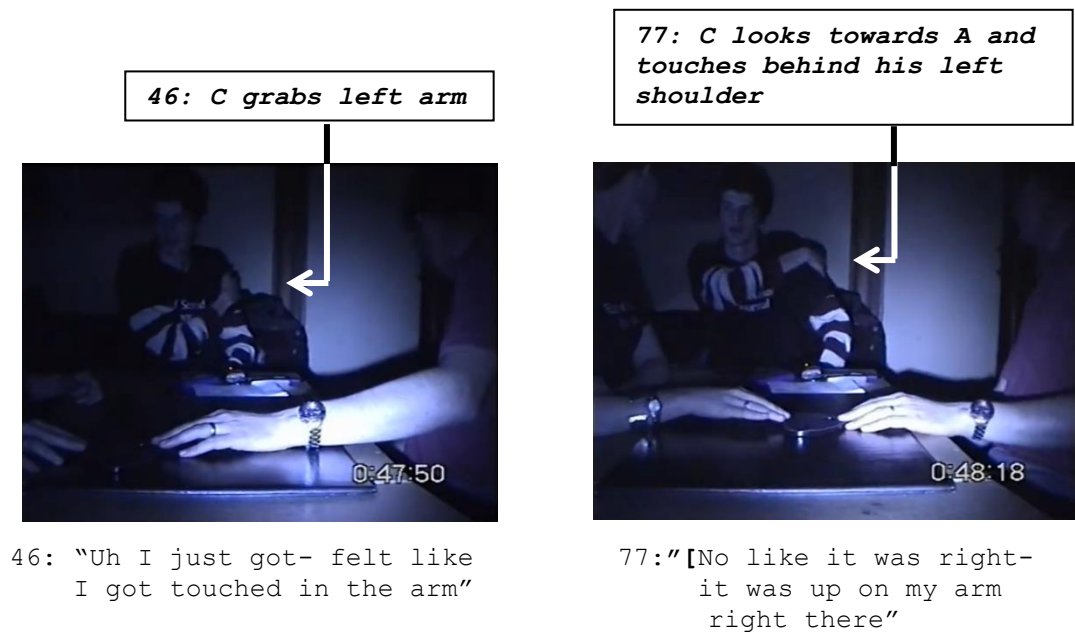 46: C grabs left arm
77: C looks towards A and
touches behind his left
shoulder
0:47:50
0:48:18
46: “Uh I just got- felt like
I got touched in the arm”
77:”[No like it was right-
it was up on my arm
right there”